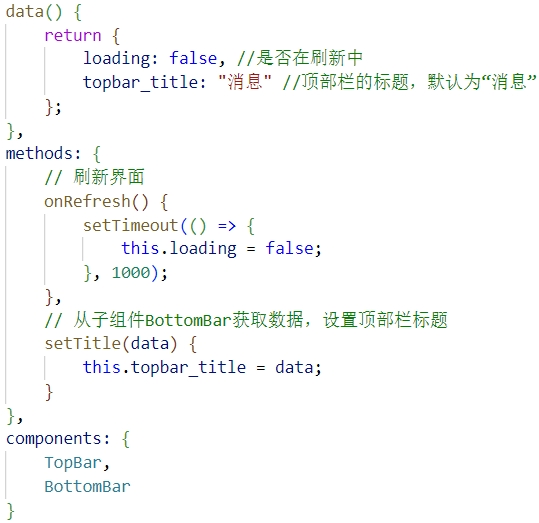 data() {
return {
loading: false, //是否在刷新中
topbar_title: "消息" //顶部栏的标题，默认为“消息”
};
},
methods: {
// 刷新界面
onRefresh() {
setTimeout(() => {
this.loading = false;
}, 1000);
},
// 从子组件BottomBar获取数据，设置顶部栏标题
setTitle(data) {
this.topbar_title = data;
}
},
components: {
TopBar,
BottomBar
}